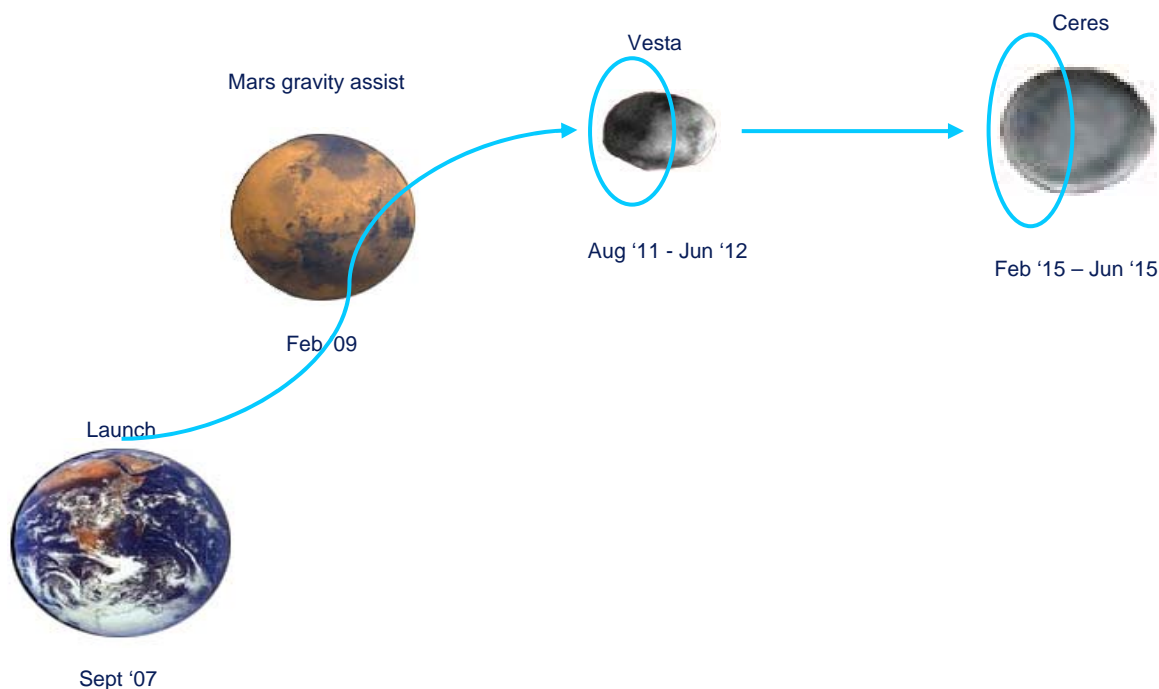 Ceres
Vesta
Mars gravity assist
Aug ‘11 - Jun ‘12
Feb ‘15 – Jun ‘15
Feb ‘09
Launch
Sept ‘07